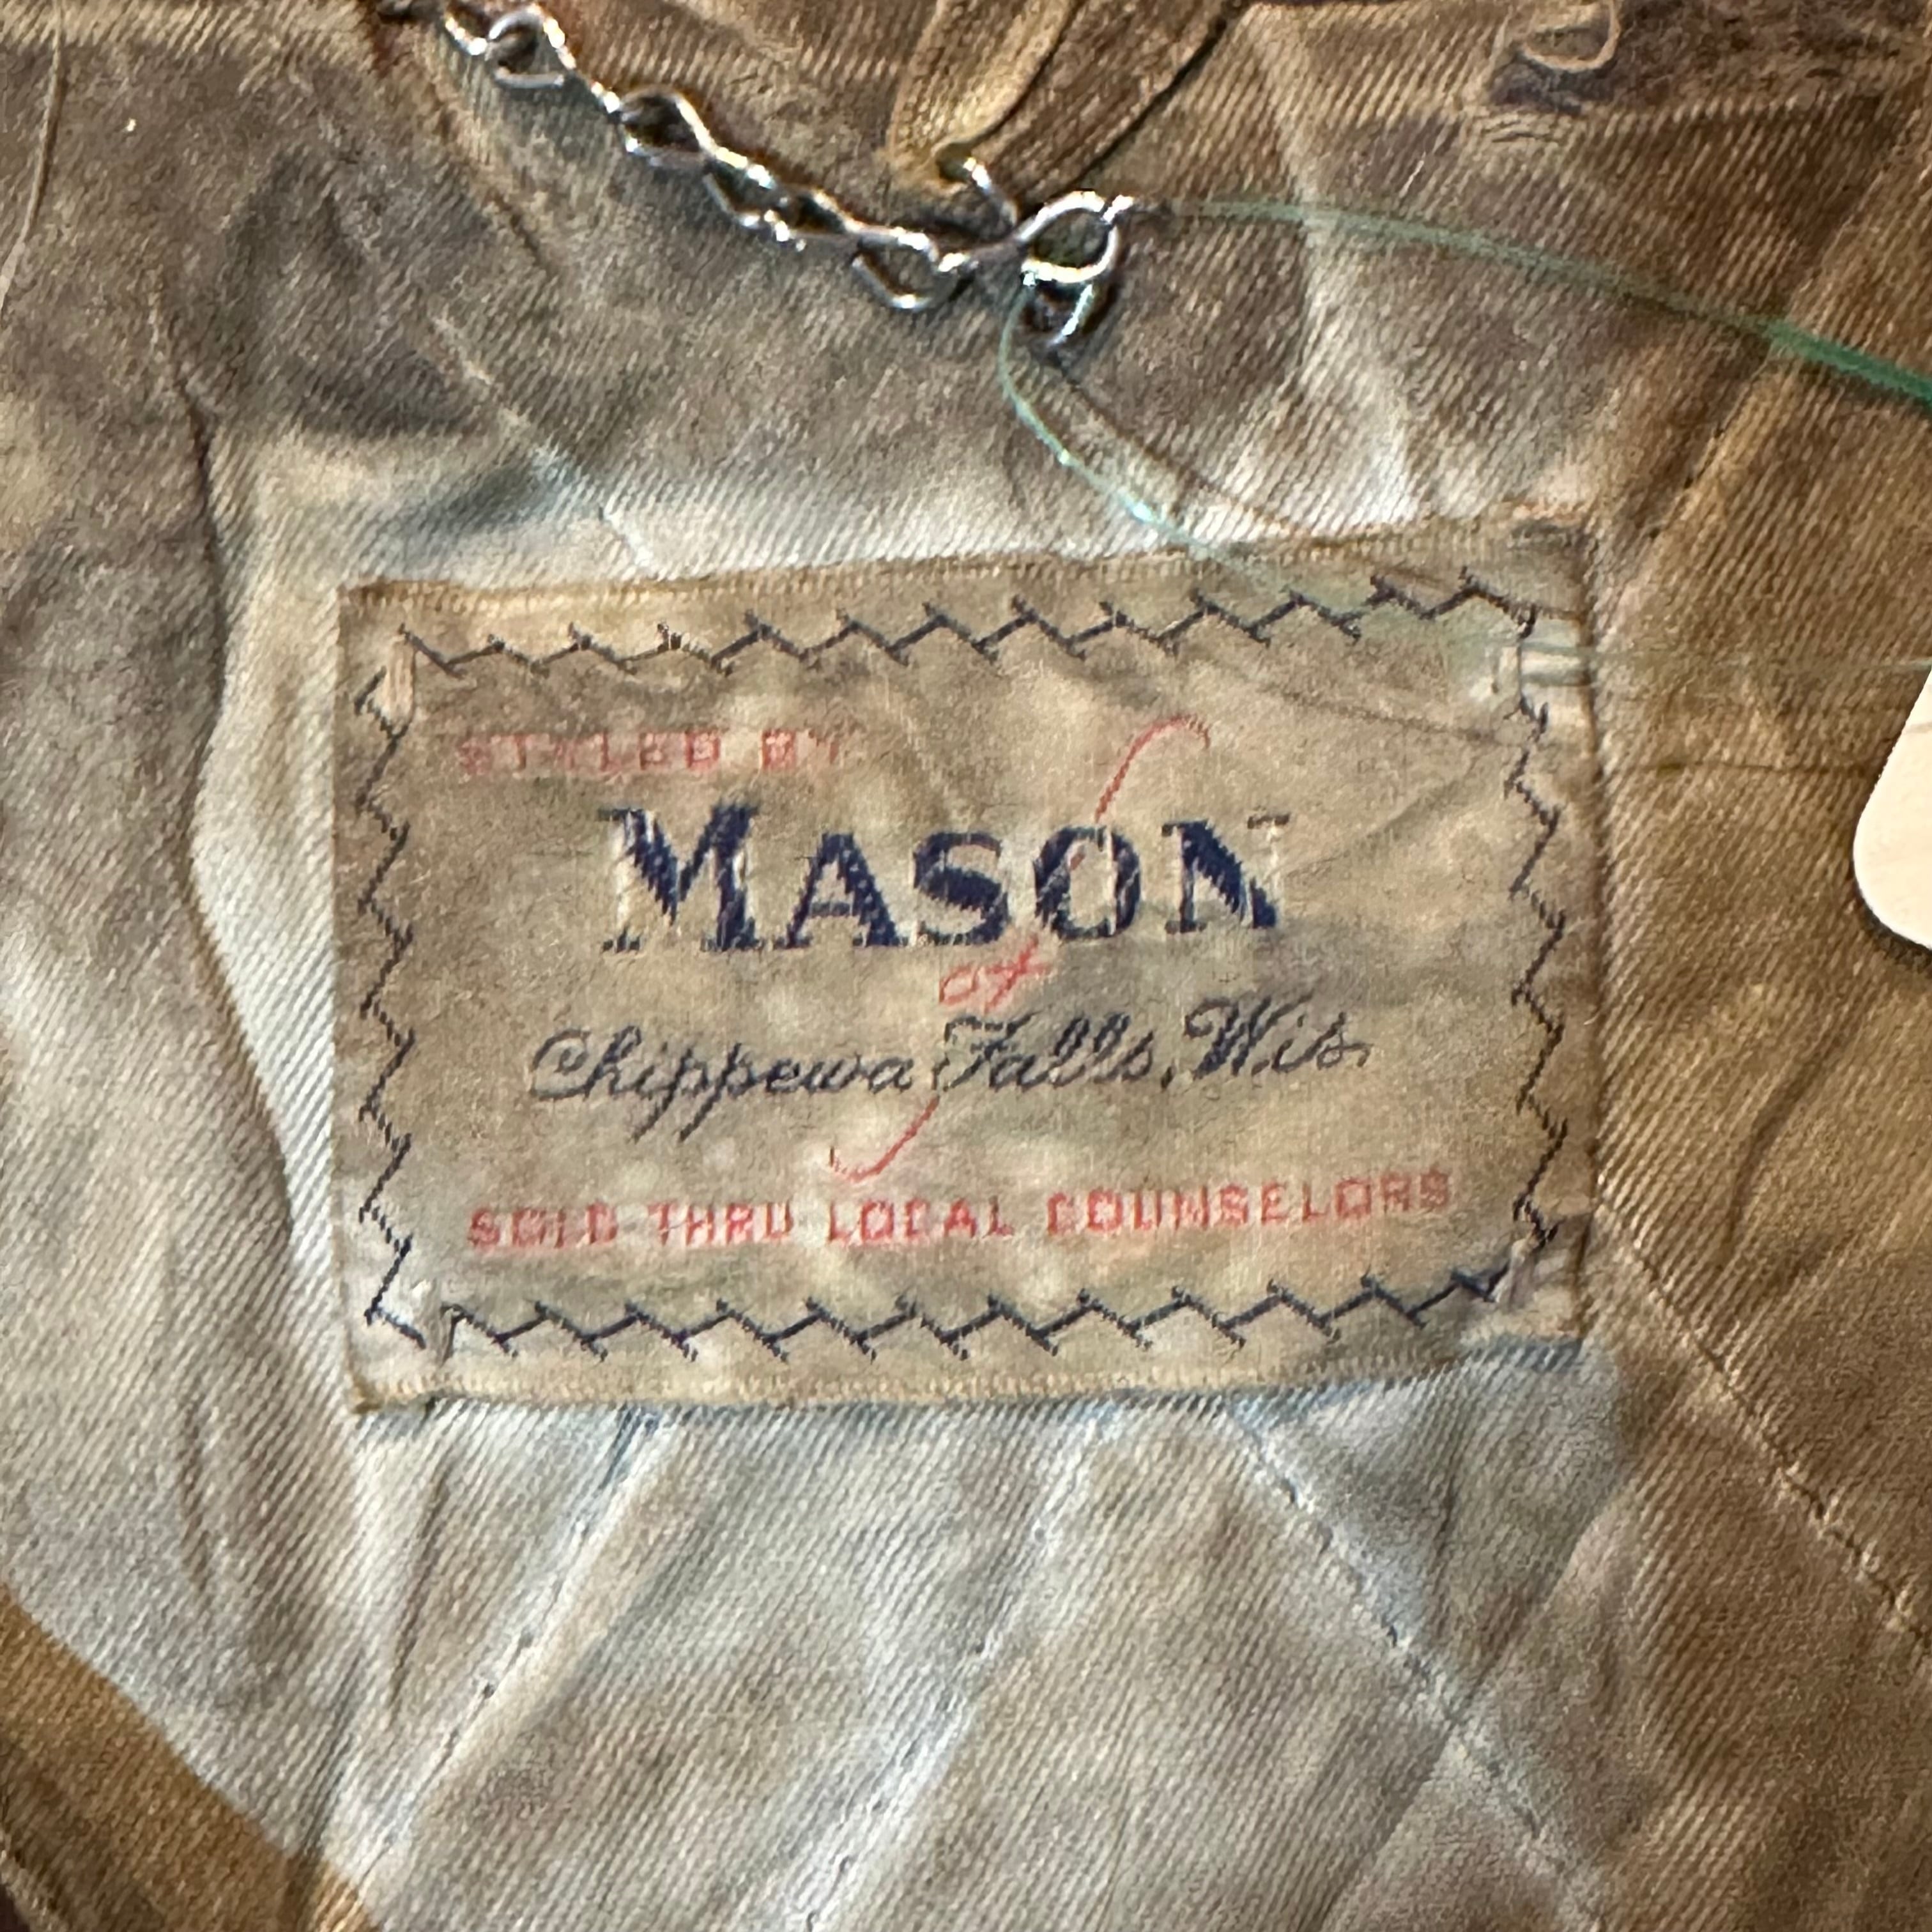 STYLED BY
MASON
of
Chippewa Falls, Wis.
SOLD THRU LOCAL COUNSELORS